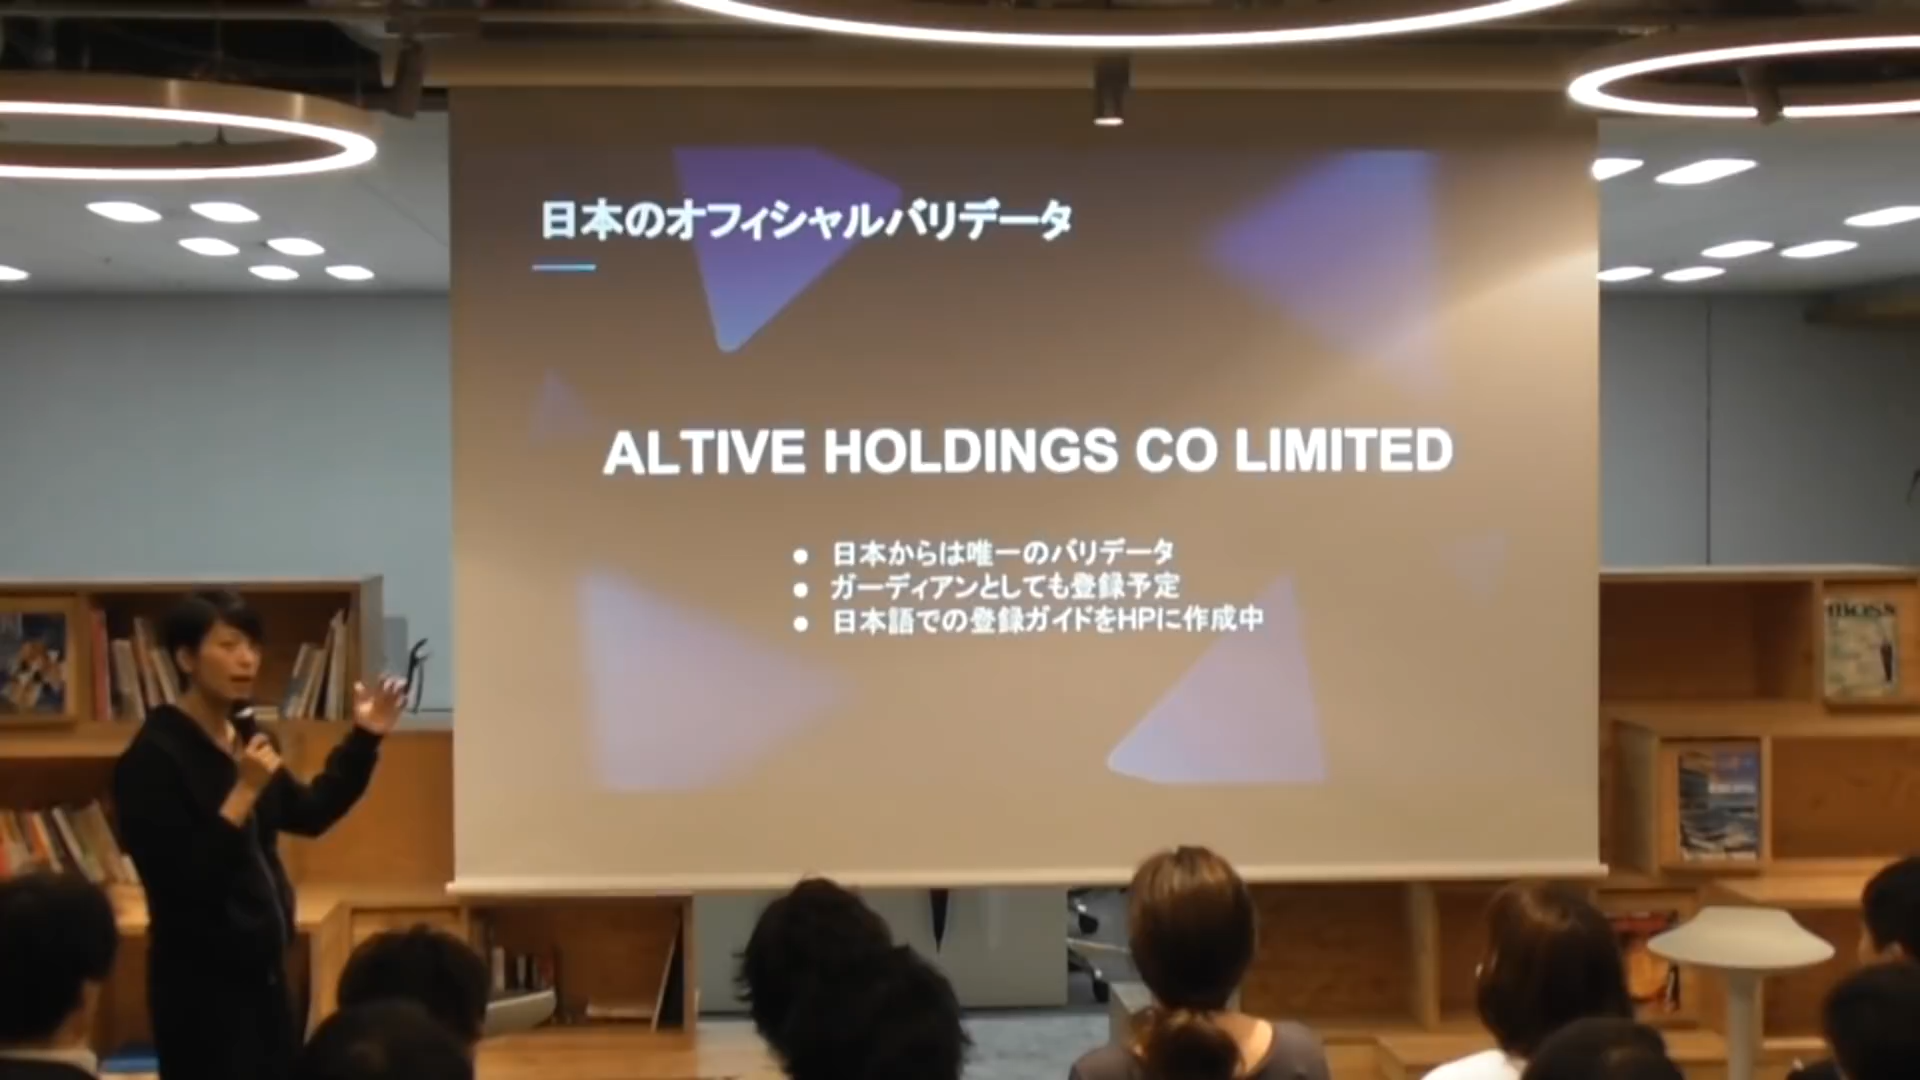 日本のオフィシャルバリデータ
ALTIVE HOLDINGS CO LIMITED
● 日本からは唯一のバリデータ
● ガーディアンとしても登録予定
● 日本語での登録ガイドをHPに作成中